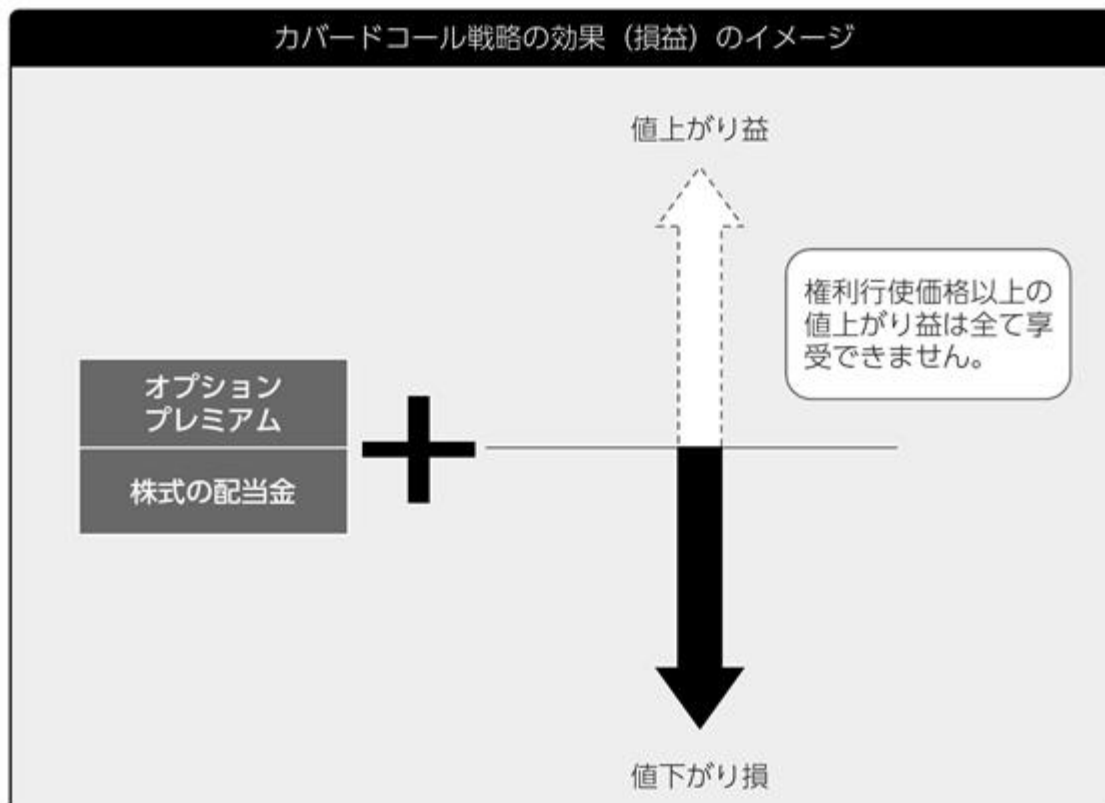 カバードコール戦略の効果（損益）のイメージ
値上がり益
権利行使価格以上の
値上がり益は全て享
受できません。
オプション
プレミアム
株式の配当金
値下がり損